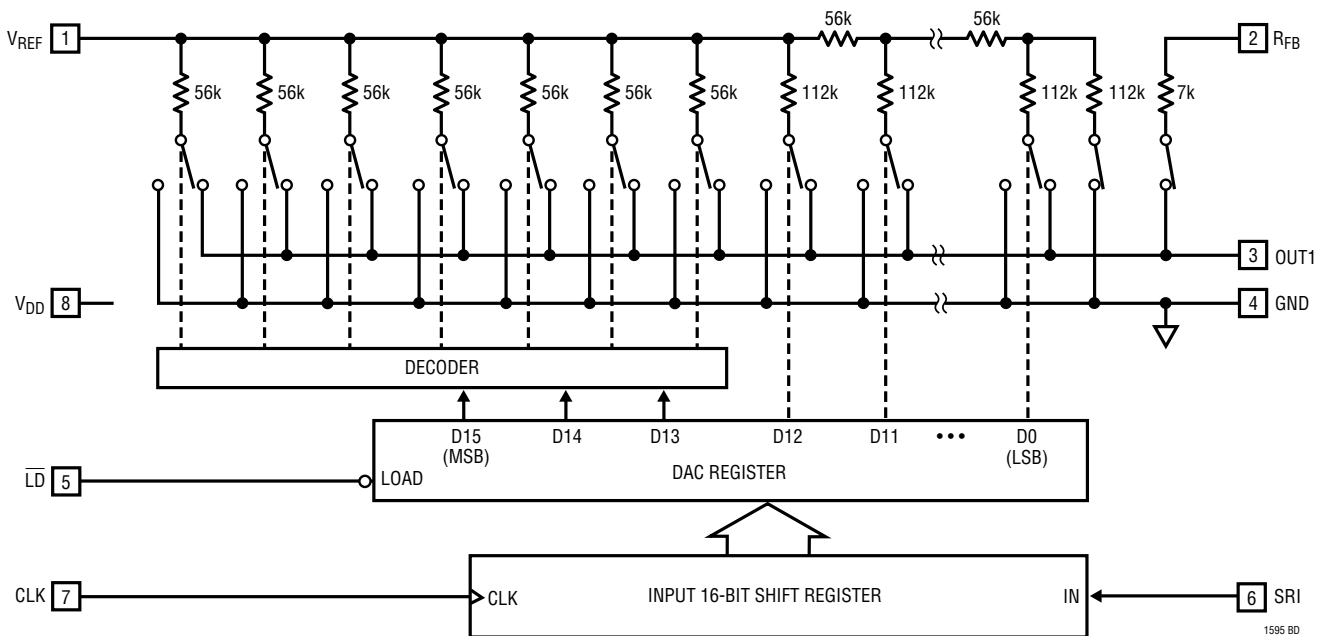 56k 56k
VREF 1 2 RFB
56k 56k 56k 56k 56k 56k 56k 112k 112k 112k 112k 7k
3 OUT1
VDD 8 4 GND
DECODER
D15 D14 D13 D12 D11 ••• D0
(MSB) (LSB)
LD 5 LOAD DAC REGISTER
CLK 7 CLK INPUT 16-BIT SHIFT REGISTER IN 6 SRI
1595 BD